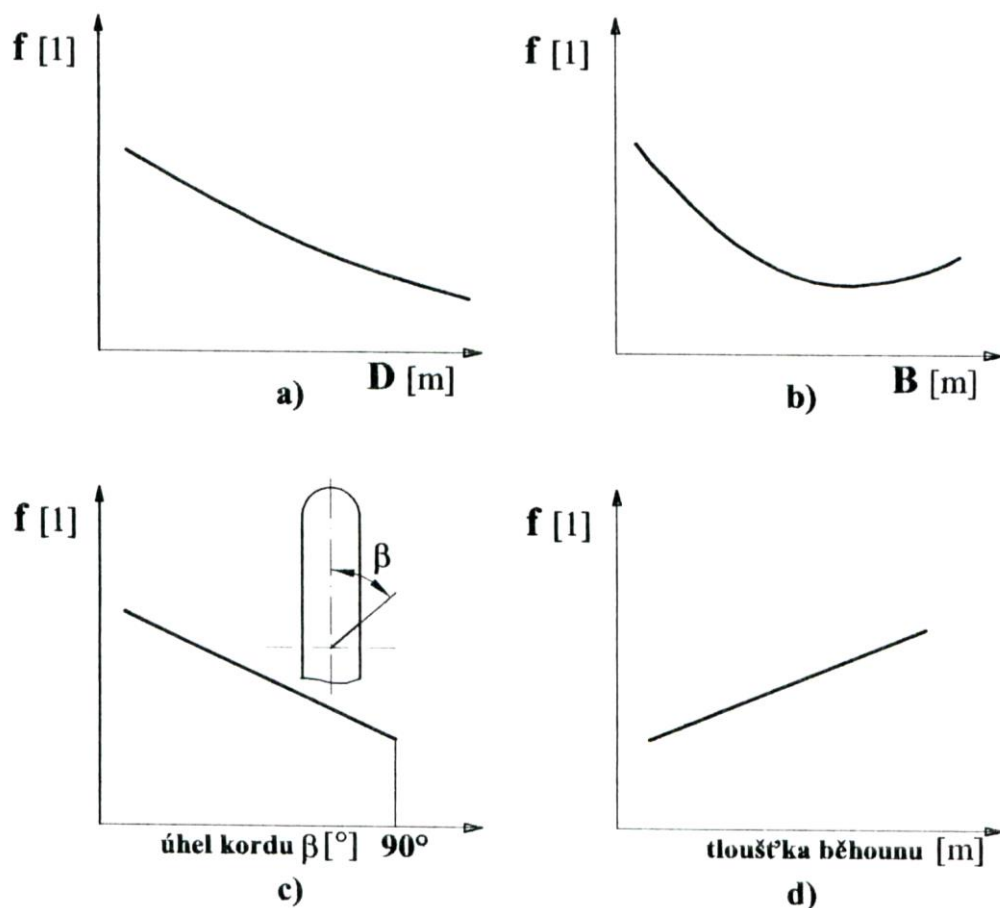 f [1]
D [m]
a)
f [1]
B [m]
b)
f [1]
β
úhel kordu β[°] 90°
c)
f [1]
tloušťka běhounu [m]
d)